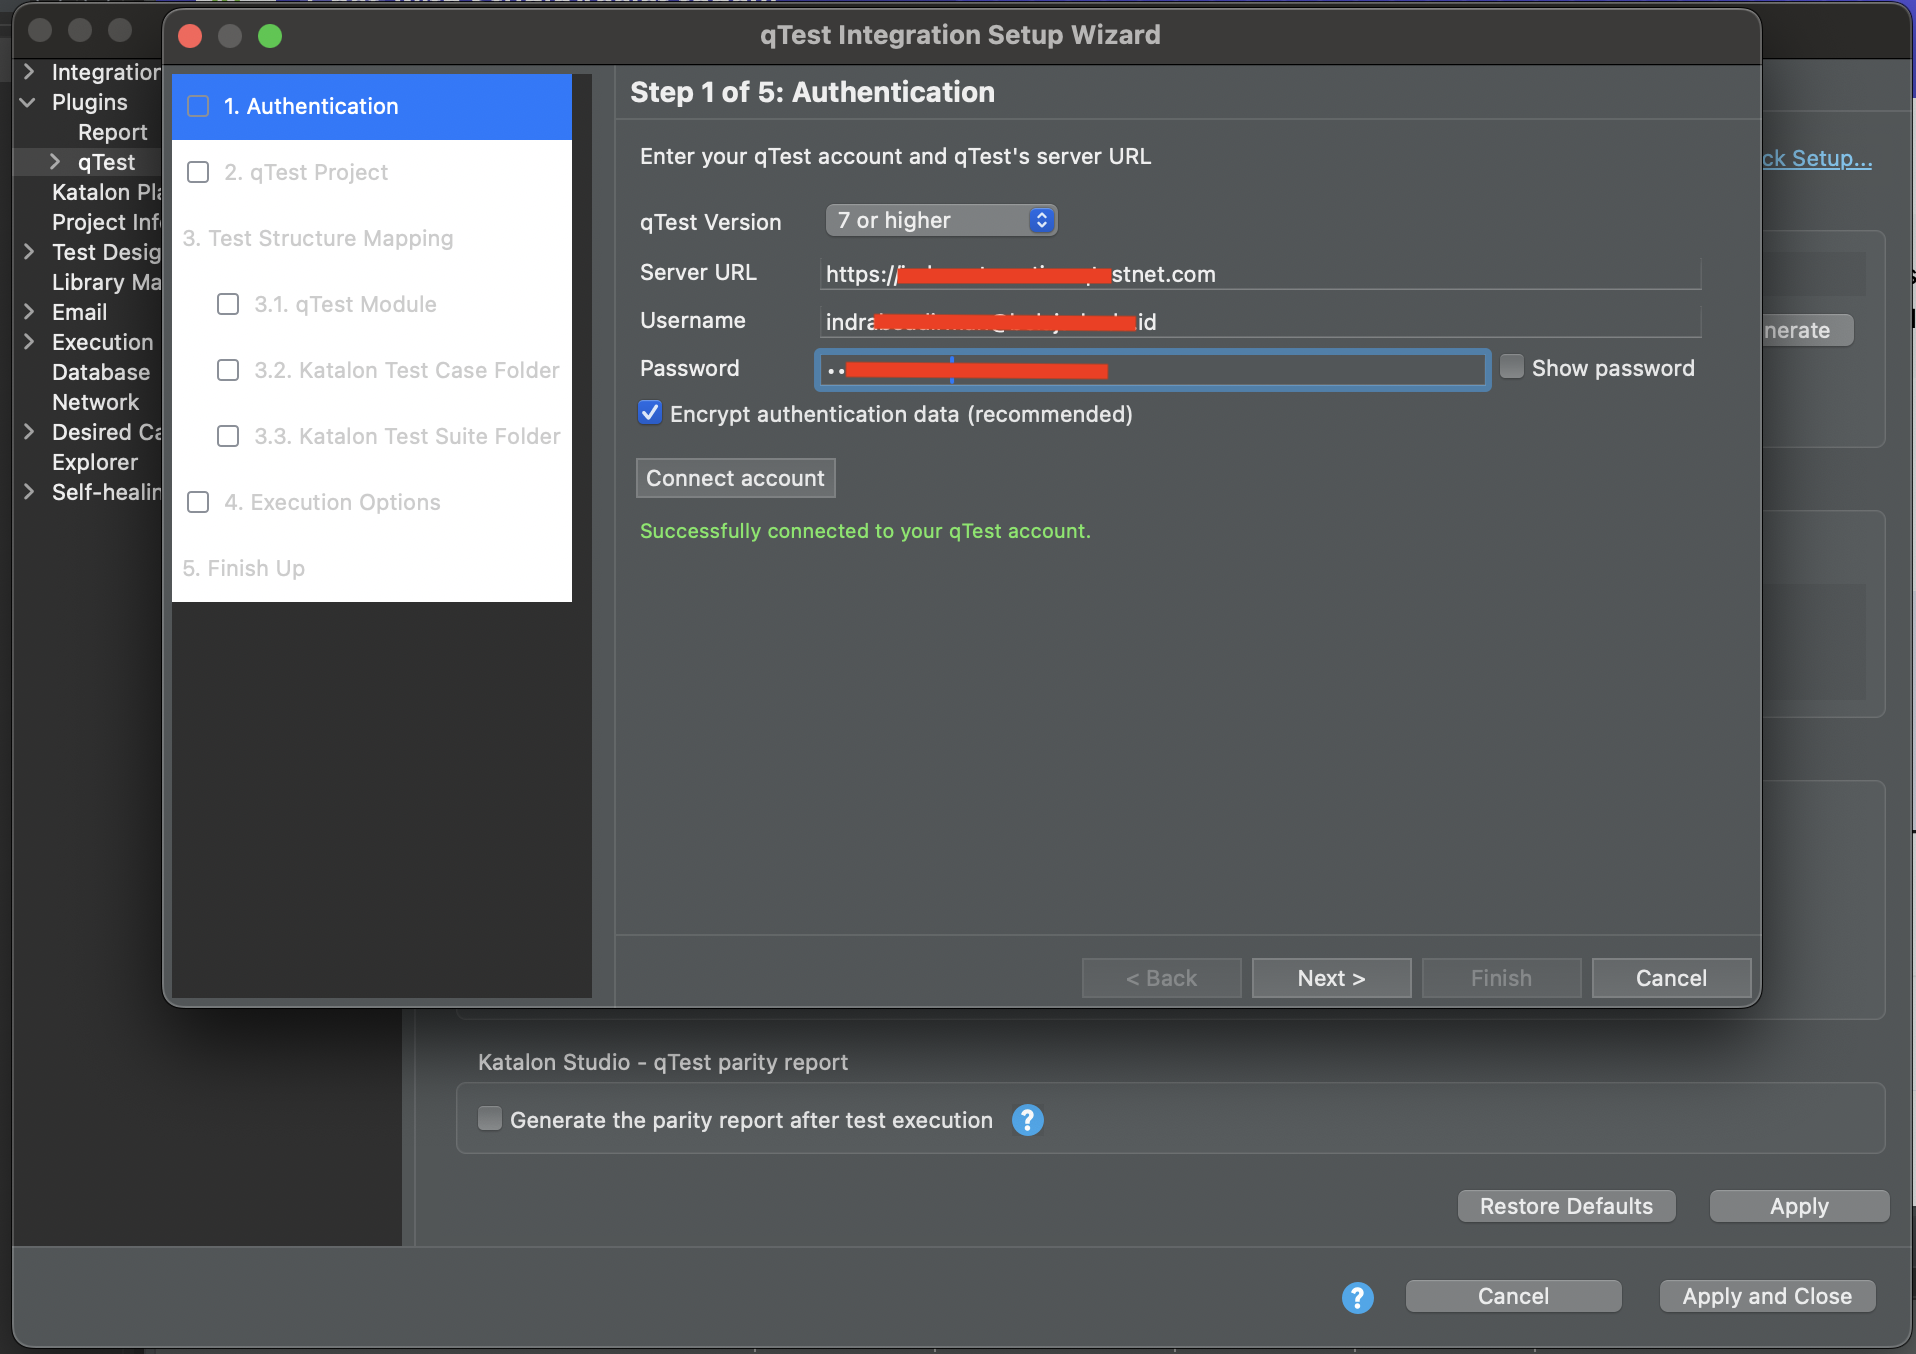 qTest Integration Setup Wizard
Integration
Plugins
Report
qTest
Katalon Pla
Project Info
Test Desig
Library Ma
Email
Execution
Database
Network
Desired Ca
Explorer
Self-healin
1. Authentication
2. qTest Project
3. Test Structure Mapping
3.1. qTest Module
3.2. Katalon Test Case Folder
3.3. Katalon Test Suite Folder
4. Execution Options
5. Finish Up
Step 1 of 5: Authentication
Enter your qTest account and qTest's server URL
qTest Version 7 or higher
Server URL https:// stnet.com
Username indra .id
Password •• Show password
Encrypt authentication data (recommended)
Connect account
Successfully connected to your qTest account.
< Back Next > Finish Cancel
ck Setup...
nerate
Katalon Studio - qTest parity report
Generate the parity report after test execution ?
Restore Defaults Apply
? Cancel Apply and Close